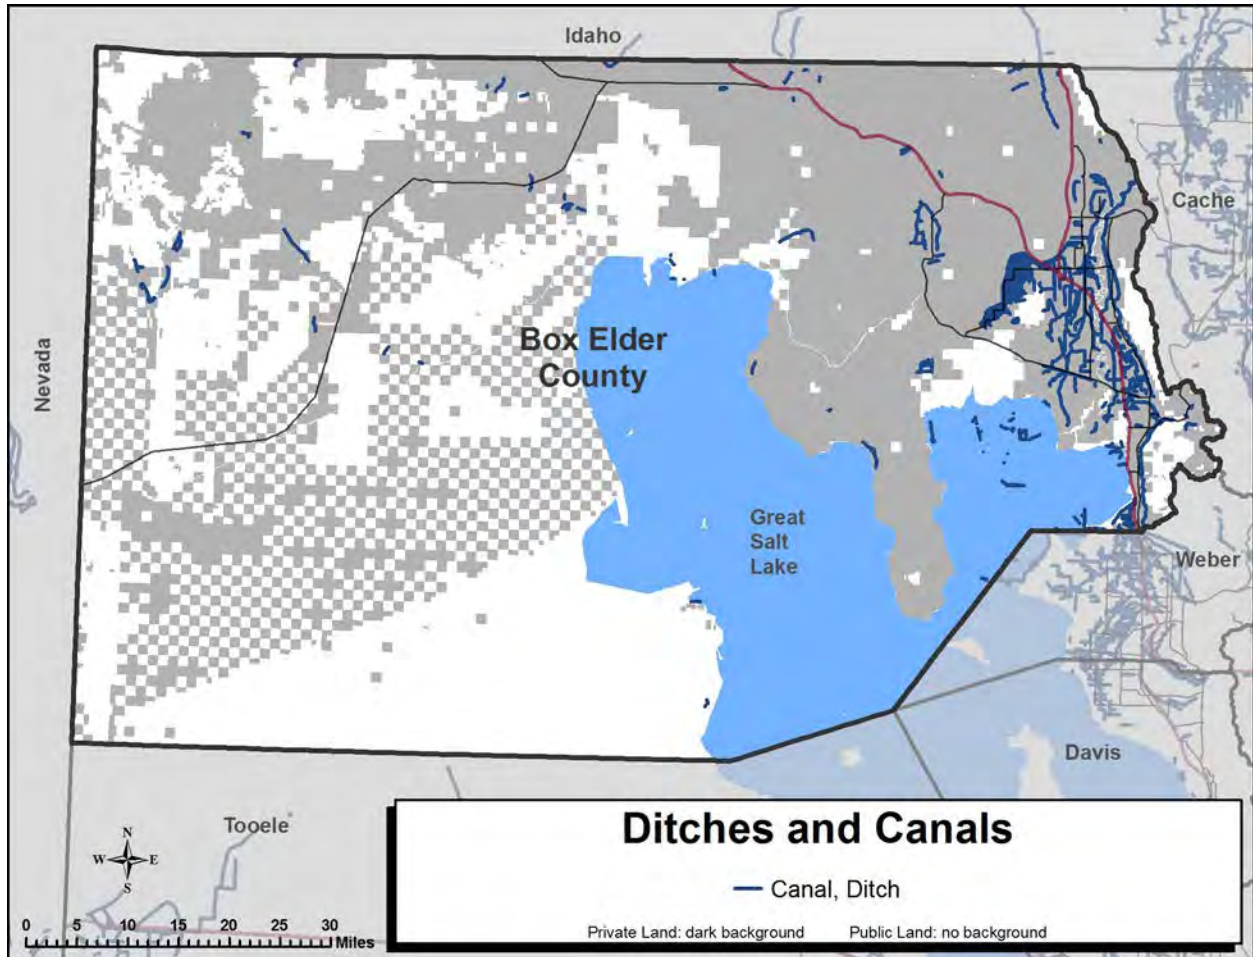 Idaho
Cache
Nevada
Box Elder
County
Great
Salt
Lake
Weber
Davis
Tooele
N
W
E
S
0 5 10 15 20 25 30
Miles
Ditches and Canals
Canal, Ditch
Private Land: dark background Public Land: no background